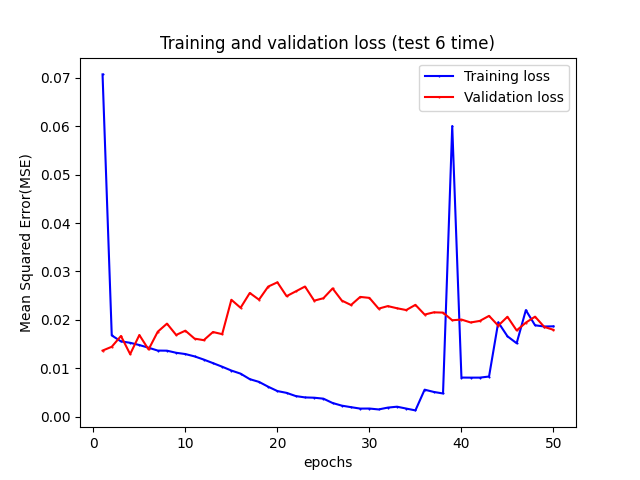 Training and validation loss (test 6 time)
Training loss
Validation loss
Mean Squared Error(MSE)
0.07
0.06
0.05
0.04
0.03
0.02
0.01
0.00
0 10 20 30 40 50
epochs